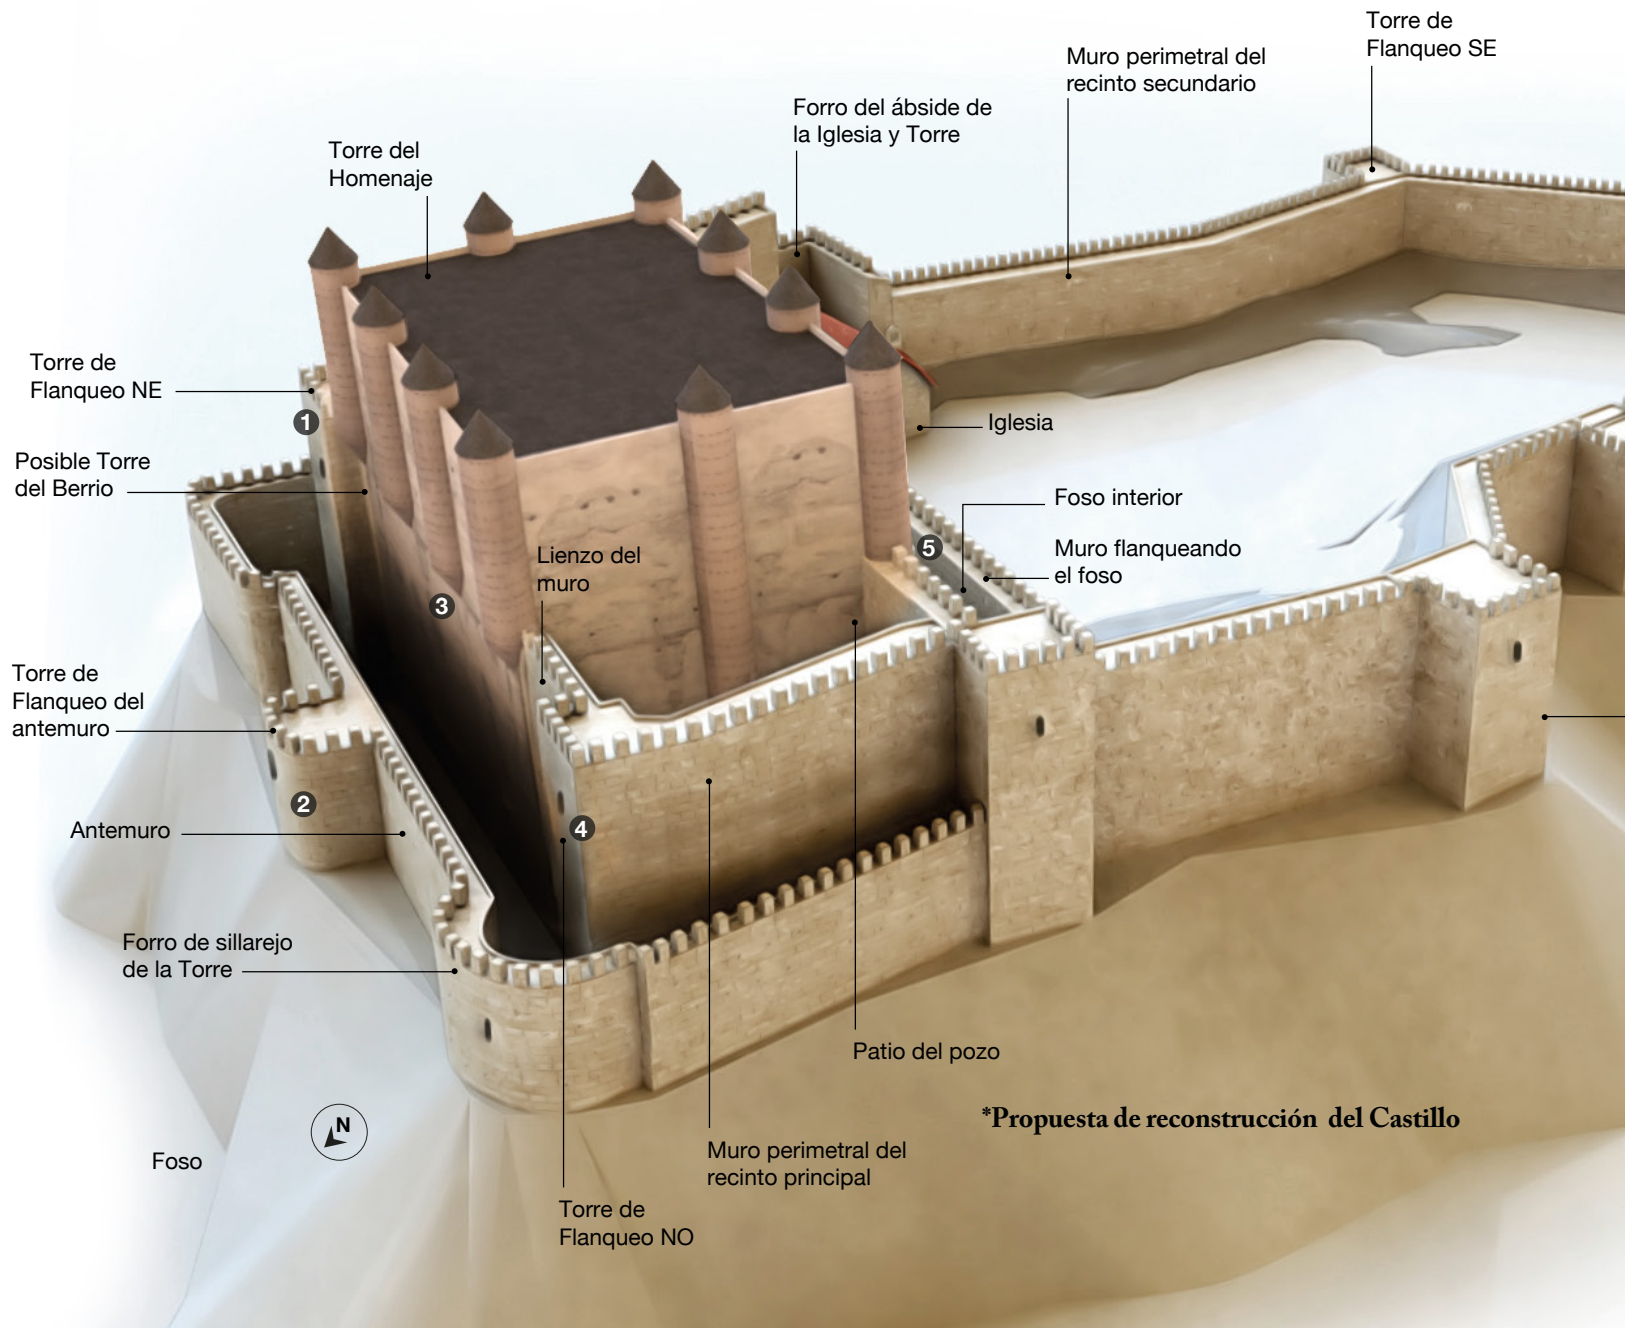 Torre de
Flanqueo SE
Muro perimetral del
recinto secundario
Forro del ábside de
la Iglesia y Torre
Torre del
Homenaje
Torre de
Flanqueo NE
1
Iglesia
Posible Torre
del Berrio
Foso interior
5
Muro flanqueando
el foso
Lienzo del
muro
3
Torre de
Flanqueo del
antemuro
2
4
Antemuro
Forro de sillarejo
de la Torre
Patio del pozo
*Propuesta de reconstrucción del Castillo
N
Foso
Muro perimetral del
recinto principal
Torre de
Flanqueo NO